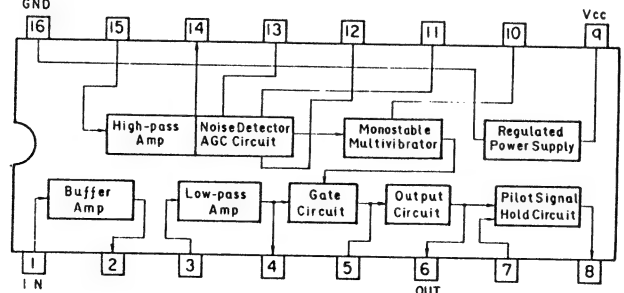 GND
Vcc
16 15 14 13 12 11 10 9
High-pass
Amp
Noise Detector
AGC Circuit
Monostable
Multivibrator
Regulated
Power Supply
Buffer
Amp
Low-pass
Amp
Gate
Circuit
Output
Circuit
Pilot Signal
Hold Circuit
1 2 3 4 5 6 7 8
IN
OUT